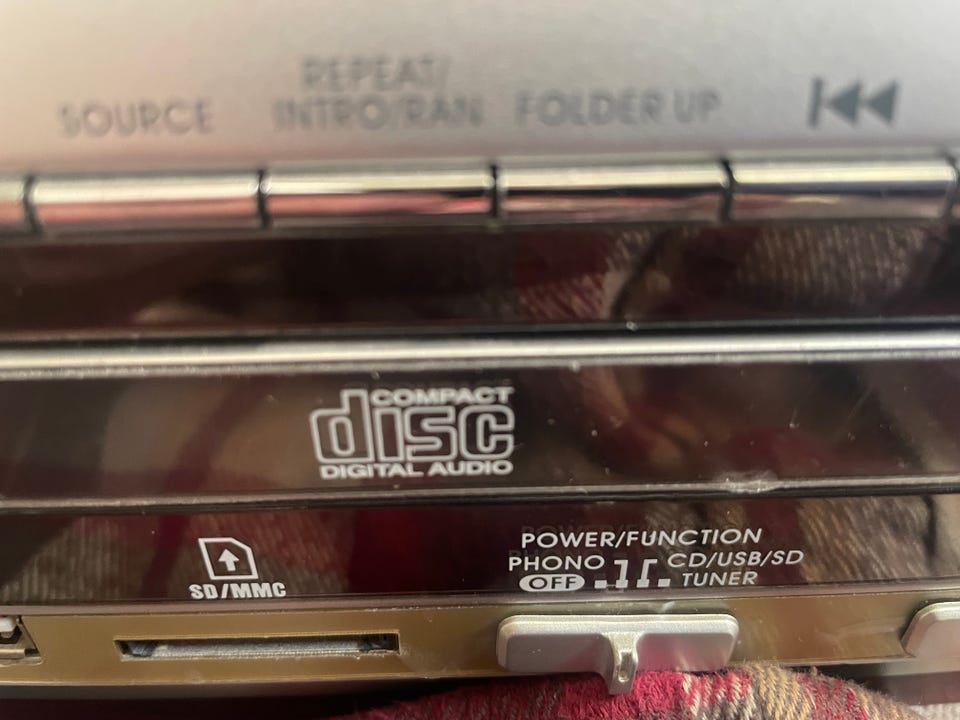 REPEAT/
SOURCE INTRO/RAN FOLDER UP
COMPACT
disc
DIGITAL AUDIO
POWER/FUNCTION
PHONO CD/USB/SD
OFF TUNER
SD/MMC